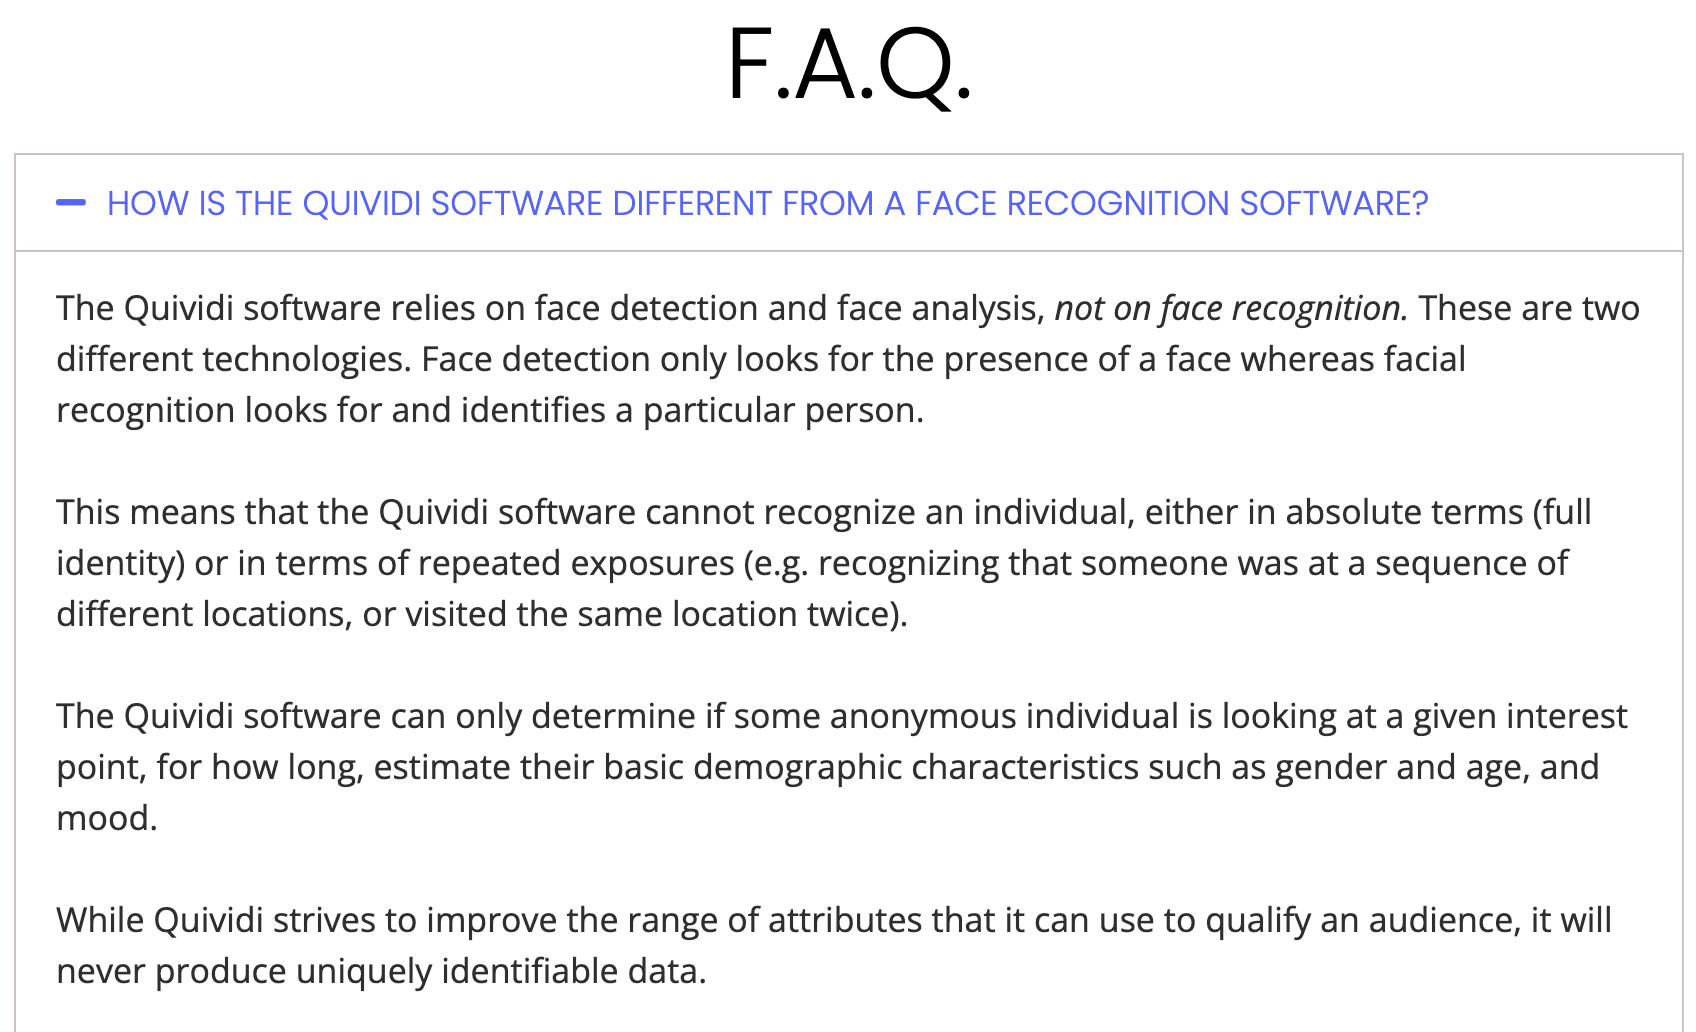 F.A.Q.
HOW IS THE QUIVIDI SOFTWARE DIFFERENT FROM A FACE RECOGNITION SOFTWARE?
The Quividi software relies on face detection and face analysis, not on face recognition. These are two
different technologies. Face detection only looks for the presence of a face whereas facial
recognition looks for and identifies a particular person.
This means that the Quividi software cannot recognize an individual, either in absolute terms (full
identity) or in terms of repeated exposures (e.g. recognizing that someone was at a sequence of
different locations, or visited the same location twice).
The Quividi software can only determine if some anonymous individual is looking at a given interest
point, for how long, estimate their basic demographic characteristics such as gender and age, and
mood.
While Quividi strives to improve the range of attributes that it can use to qualify an audience, it will
never produce uniquely identifiable data.